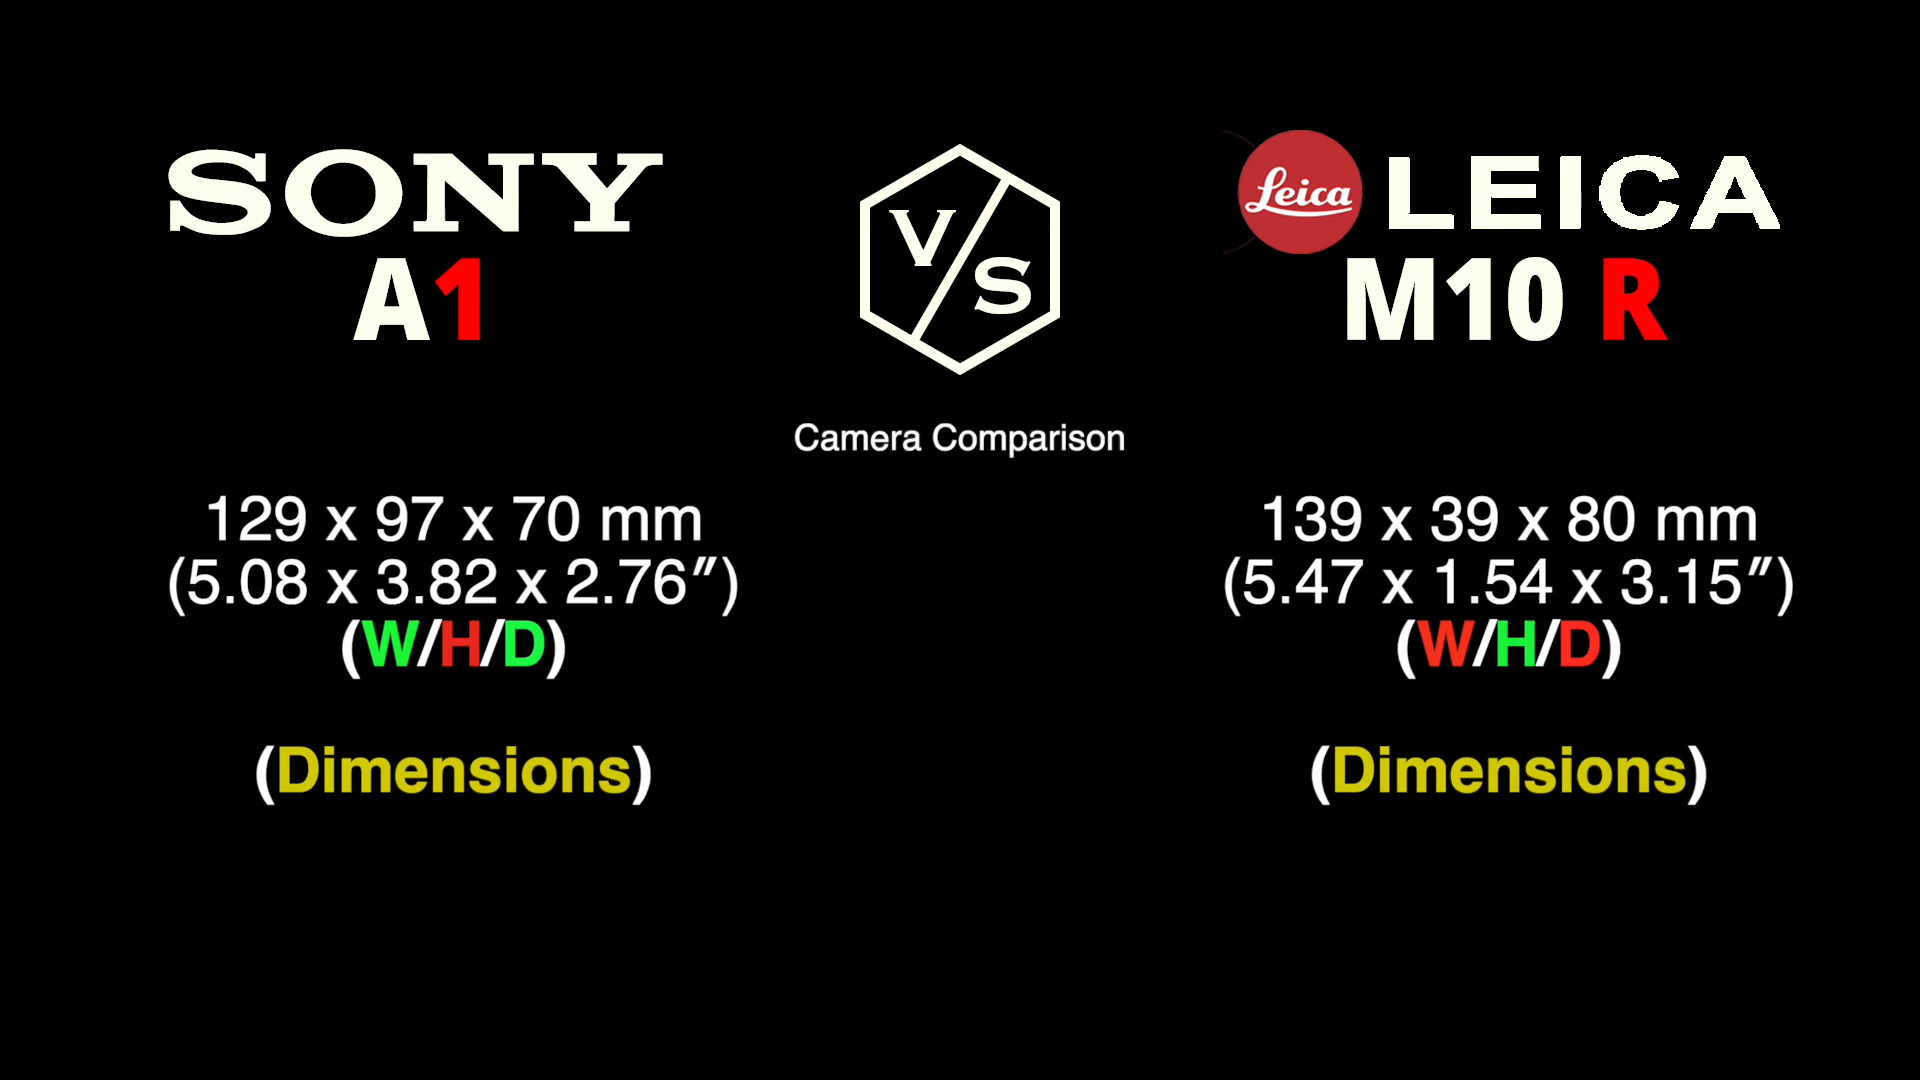 SONY
A1
VS
Leica LEICA
M10 R
Camera Comparison
129 x 97 x 70 mm
(5.08 x 3.82 x 2.76″)
(W/H/D)
(Dimensions)
139 x 39 x 80 mm
(5.47 x 1.54 x 3.15″)
(W/H/D)
(Dimensions)